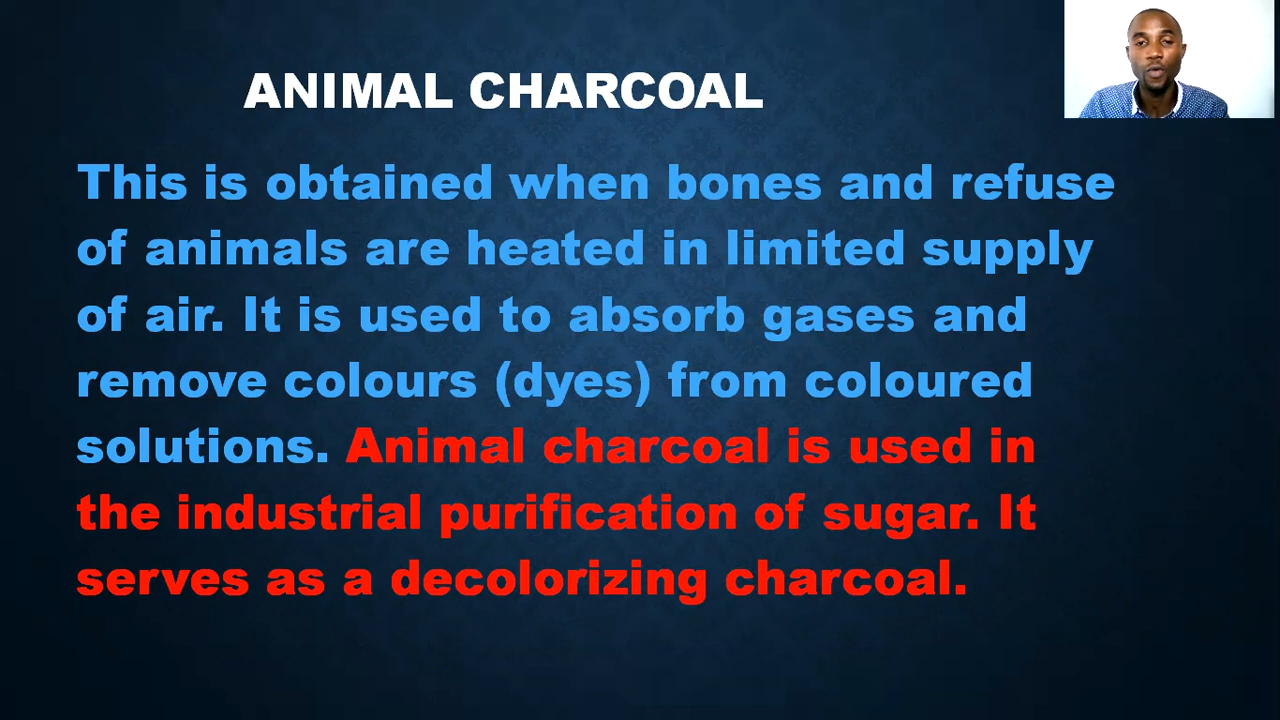 ANIMAL CHARCOAL
This is obtained when bones and refuse
of animals are heated in limited supply
of air. It is used to absorb gases and
remove colours (dyes) from coloured
solutions. Animal charcoal is used in
the industrial purification of sugar. It
serves as a decolorizing charcoal.